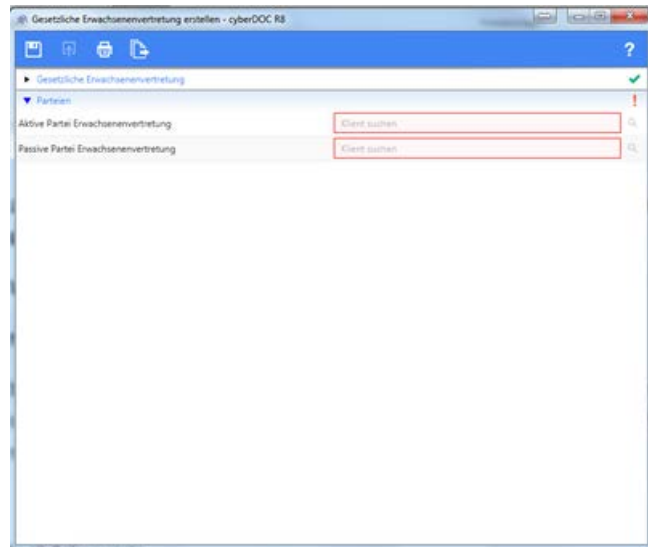 Gesetzliche Erwachsenenvertretung erstellen - cyberDOC R8
?
Gesetzliche Erwachsenenvertretung
Parteien
!
Aktive Partei Erwachsenenvertretung
Klient suchen
Passive Partei Erwachsenenvertretung
Klient suchen